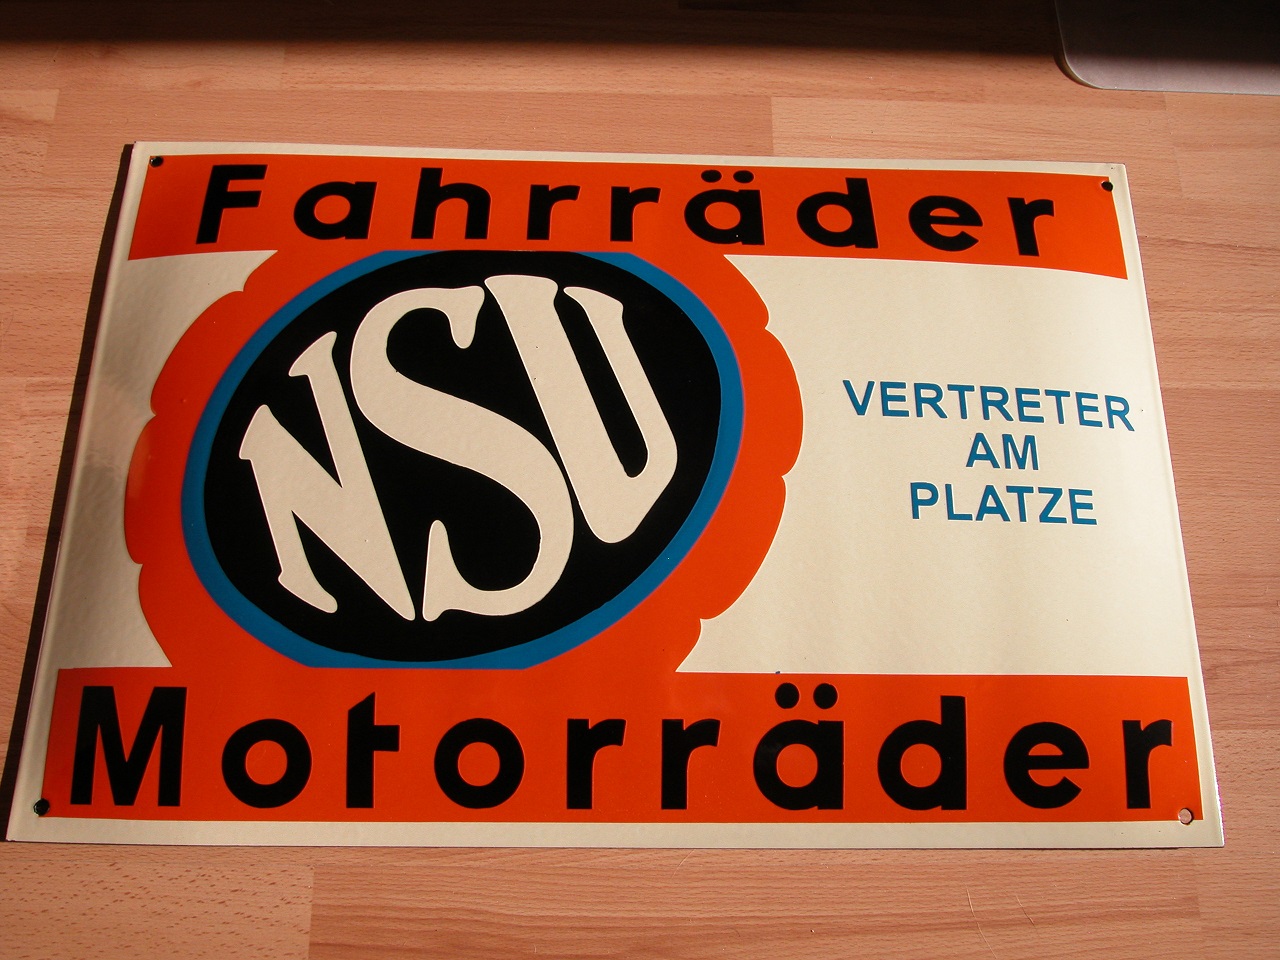 Fahrräder
NSU
VERTRETER
AM
PLATZE
Motorräder